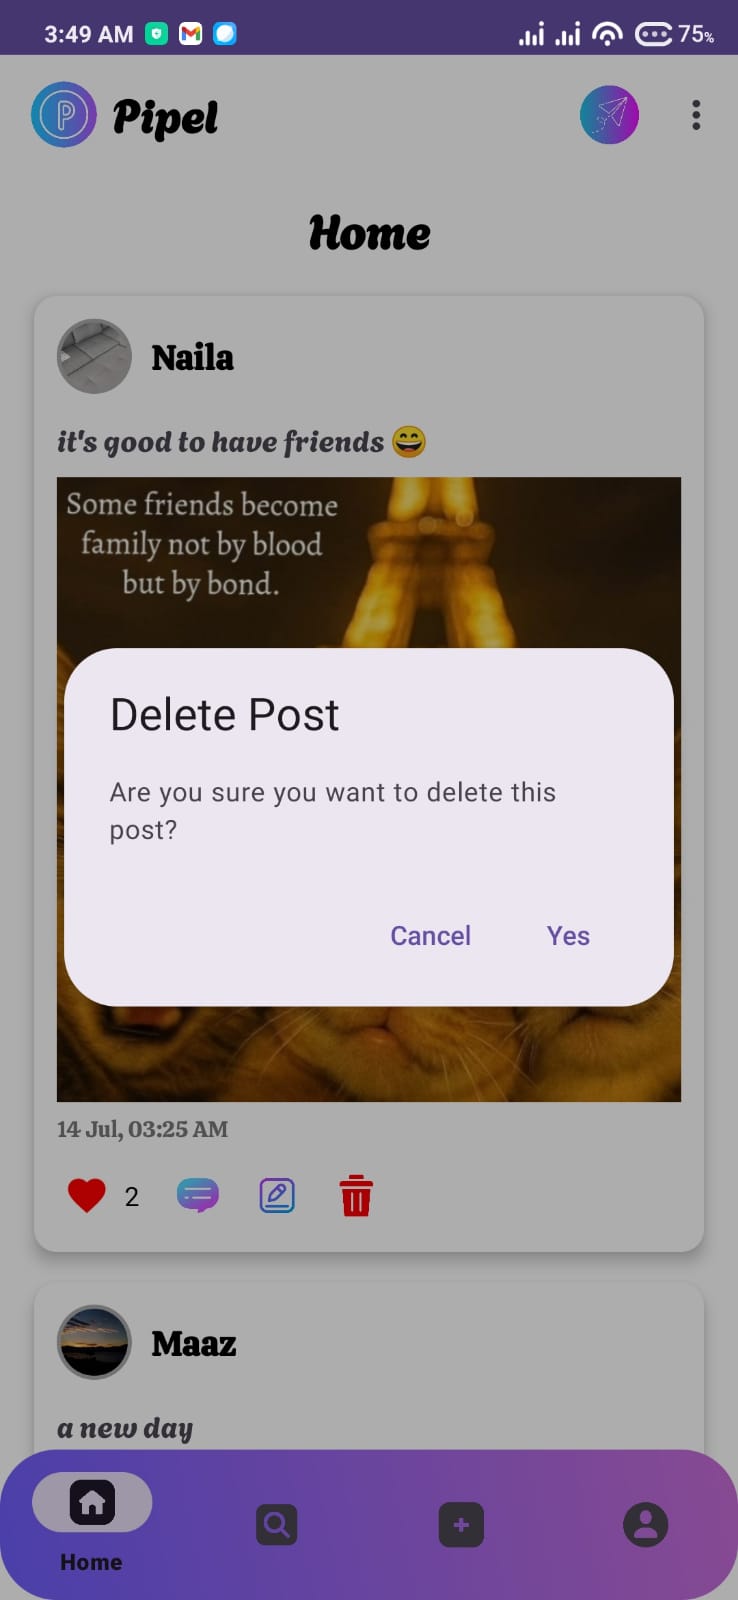 3:49 AM
75%
P Pipel
Home
Naila
it's good to have friends 😄
Some friends become
family not by blood
but by bond.
Delete Post
Are you sure you want to delete this
post?
Cancel Yes
14 Jul, 03:25 AM
2
Maaz
a new day
Home